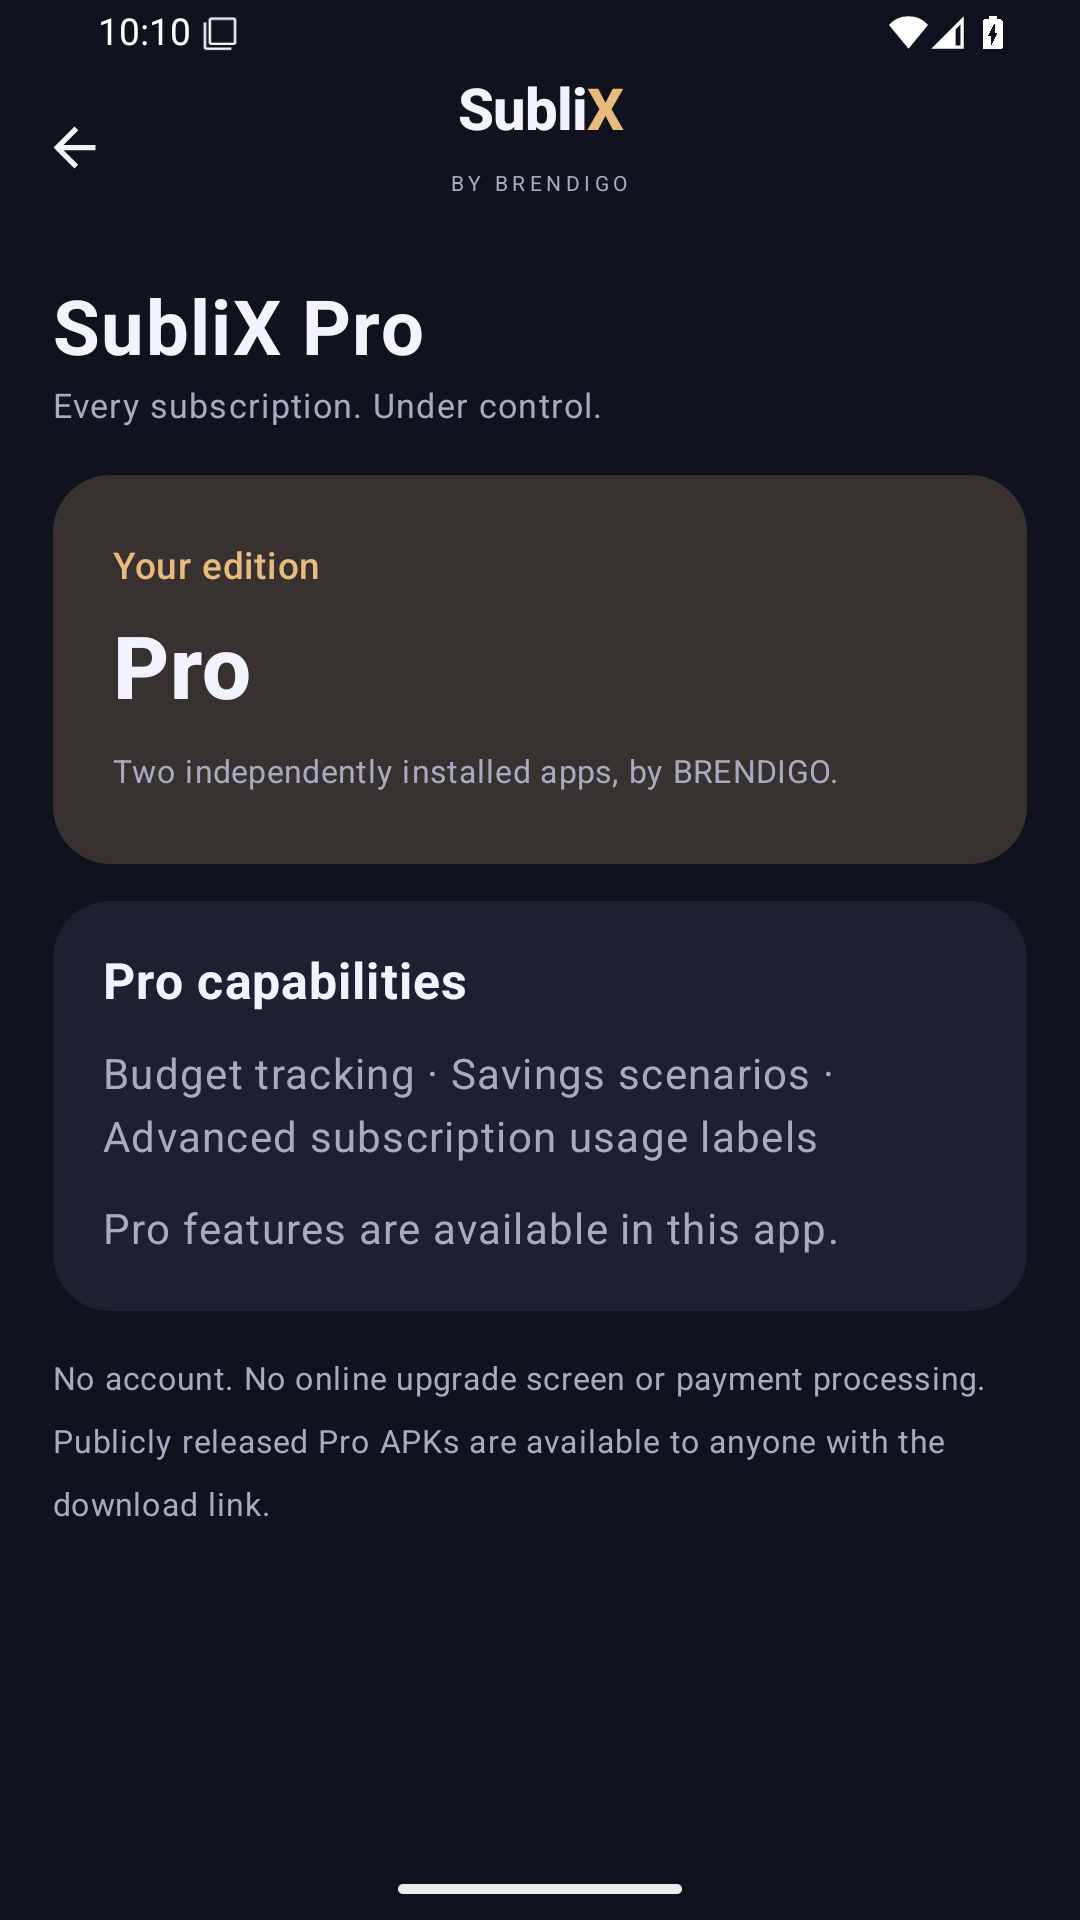 10:10
SubliX
BY BRENDIGO
SubliX Pro
Every subscription. Under control.
Your edition
Pro
Two independently installed apps, by BRENDIGO.
Pro capabilities
Budget tracking · Savings scenarios ·
Advanced subscription usage labels
Pro features are available in this app.
No account. No online upgrade screen or payment processing.
Publicly released Pro APKs are available to anyone with the
download link.